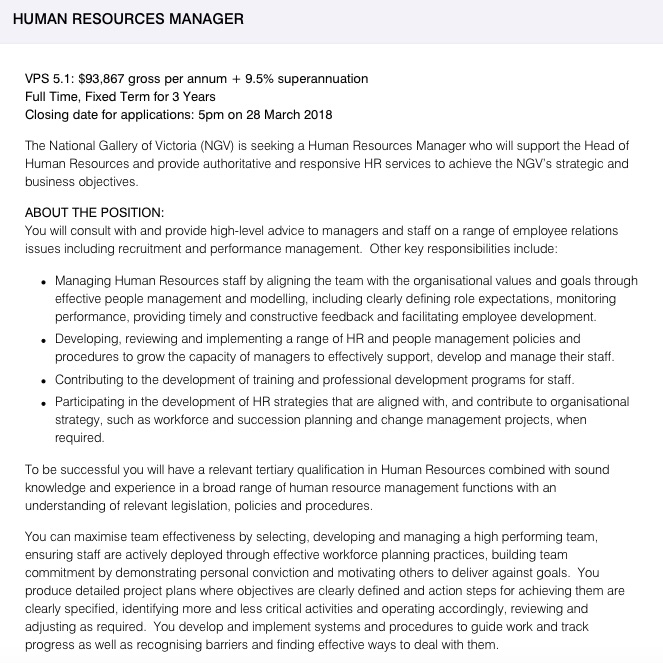 HUMAN RESOURCES MANAGER
VPS 5.1: $93,867 gross per annum + 9.5% superannuation
Full Time, Fixed Term for 3 Years
Closing date for applications: 5pm on 28 March 2018
The National Gallery of Victoria (NGV) is seeking a Human Resources Manager who will support the Head of
Human Resources and provide authoritative and responsive HR services to achieve the NGV's strategic and
business objectives.
ABOUT THE POSITION:
You will consult with and provide high-level advice to managers and staff on a range of employee relations
issues including recruitment and performance management.  Other key responsibilities include:
• Managing Human Resources staff by aligning the team with the organisational values and goals through
effective people management and modelling, including clearly defining role expectations, monitoring
performance, providing timely and constructive feedback and facilitating employee development.
• Developing, reviewing and implementing a range of HR and people management policies and
procedures to grow the capacity of managers to effectively support, develop and manage their staff.
• Contributing to the development of training and professional development programs for staff.
• Participating in the development of HR strategies that are aligned with, and contribute to organisational
strategy, such as workforce and succession planning and change management projects, when
required.
To be successful you will have a relevant tertiary qualification in Human Resources combined with sound
knowledge and experience in a broad range of human resource management functions with an
understanding of relevant legislation, policies and procedures.
You can maximise team effectiveness by selecting, developing and managing a high performing team,
ensuring staff are actively deployed through effective workforce planning practices, building team
commitment by demonstrating personal conviction and motivating others to deliver against goals.  You
produce detailed project plans where objectives are clearly defined and action steps for achieving them are
clearly specified, identifying more and less critical activities and operating accordingly, reviewing and
adjusting as required.  You develop and implement systems and procedures to guide work and track
progress as well as recognising barriers and finding effective ways to deal with them.